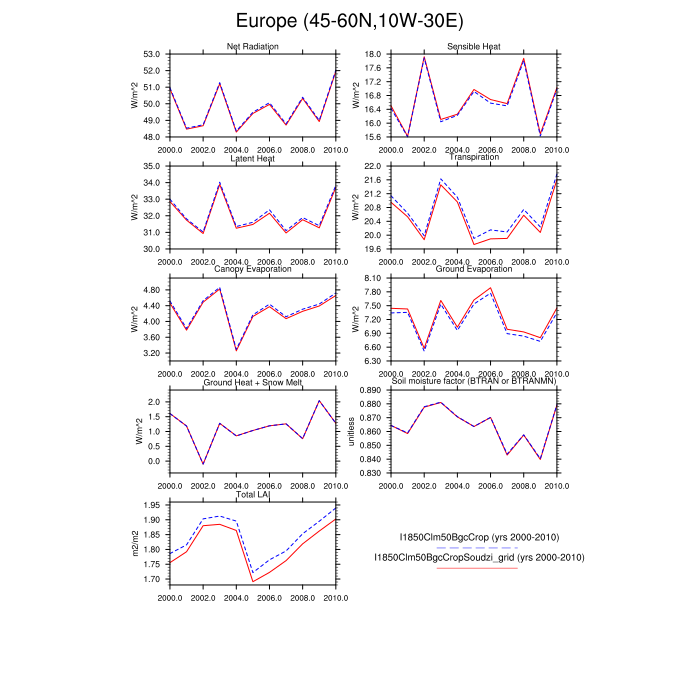 Europe (45-60N,10W-30E)
Net Radiation
W/m^2
53.0
52.0
51.0
50.0
49.0
48.0
2000.0 2002.0 2004.0 2006.0 2008.0 2010.0
Sensible Heat
W/m^2
18.0
17.6
17.2
16.8
16.4
16.0
15.6
2000.0 2002.0 2004.0 2006.0 2008.0 2010.0
Latent Heat
W/m^2
35.0
34.0
33.0
32.0
31.0
30.0
2000.0 2002.0 2004.0 2006.0 2008.0 2010.0
Transpiration
W/m^2
22.0
21.6
21.2
20.8
20.4
20.0
19.6
2000.0 2002.0 2004.0 2006.0 2008.0 2010.0
Canopy Evaporation
W/m^2
4.80
4.40
4.00
3.60
3.20
2000.0 2002.0 2004.0 2006.0 2008.0 2010.0
Ground Evaporation
W/m^2
8.10
7.80
7.50
7.20
6.90
6.60
6.30
2000.0 2002.0 2004.0 2006.0 2008.0 2010.0
Ground Heat + Snow Melt
W/m^2
2.0
1.5
1.0
0.5
0.0
2000.0 2002.0 2004.0 2006.0 2008.0 2010.0
Soil moisture factor (BTRAN or BTRANMN)
unitless
0.890
0.880
0.870
0.860
0.850
0.840
0.830
2000.0 2002.0 2004.0 2006.0 2008.0 2010.0
Total LAI
m2/m2
1.95
1.90
1.85
1.80
1.75
1.70
2000.0 2002.0 2004.0 2006.0 2008.0 2010.0
I1850Clm50BgcCrop (yrs 2000-2010)
I1850Clm50BgcCropSoudzi_grid (yrs 2000-2010)